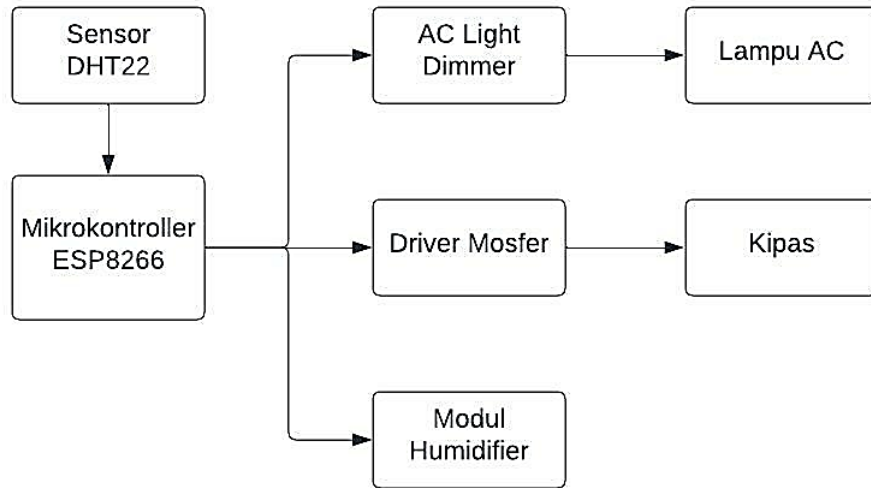 Sensor
DHT22
AC Light
Dimmer
Lampu AC
Mikrokontroller
ESP8266
Driver Mosfer
Kipas
Modul
Humidifier